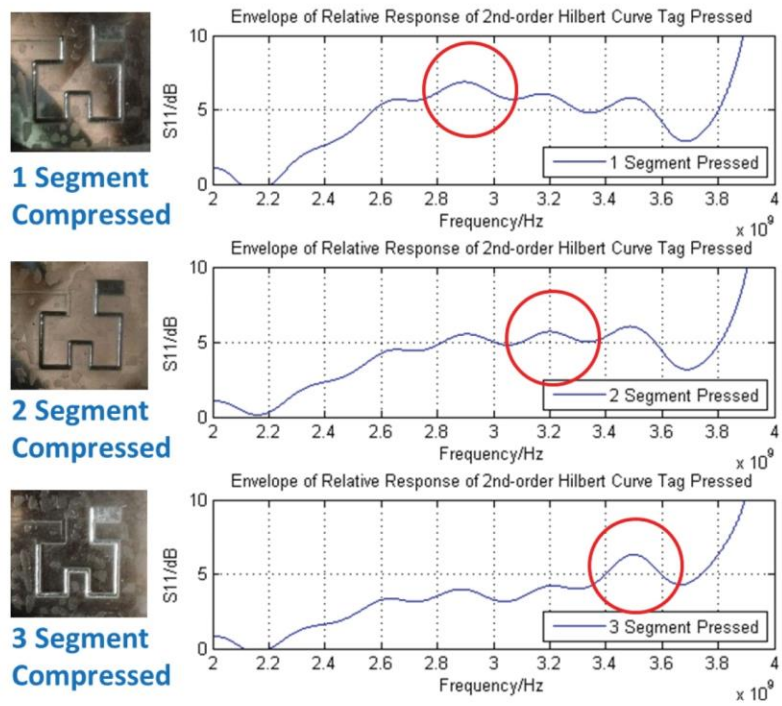 Envelope of Relative Response of 2nd-order Hilbert Curve Tag Pressed
10
5
0
S11/dB
1 Segment Pressed
2 2.2 2.4 2.6 2.8 3 3.2 3.4 3.6 3.8 4
Frequency/Hz
x 10⁹
1 Segment
Compressed
Envelope of Relative Response of 2nd-order Hilbert Curve Tag Pressed
10
5
0
S11/dB
2 Segment Pressed
2 2.2 2.4 2.6 2.8 3 3.2 3.4 3.6 3.8 4
Frequency/Hz
x 10⁹
2 Segment
Compressed
Envelope of Relative Response of 2nd-order Hilbert Curve Tag Pressed
10
5
0
S11/dB
3 Segment Pressed
2 2.2 2.4 2.6 2.8 3 3.2 3.4 3.6 3.8 4
Frequency/Hz
x 10⁹
3 Segment
Compressed